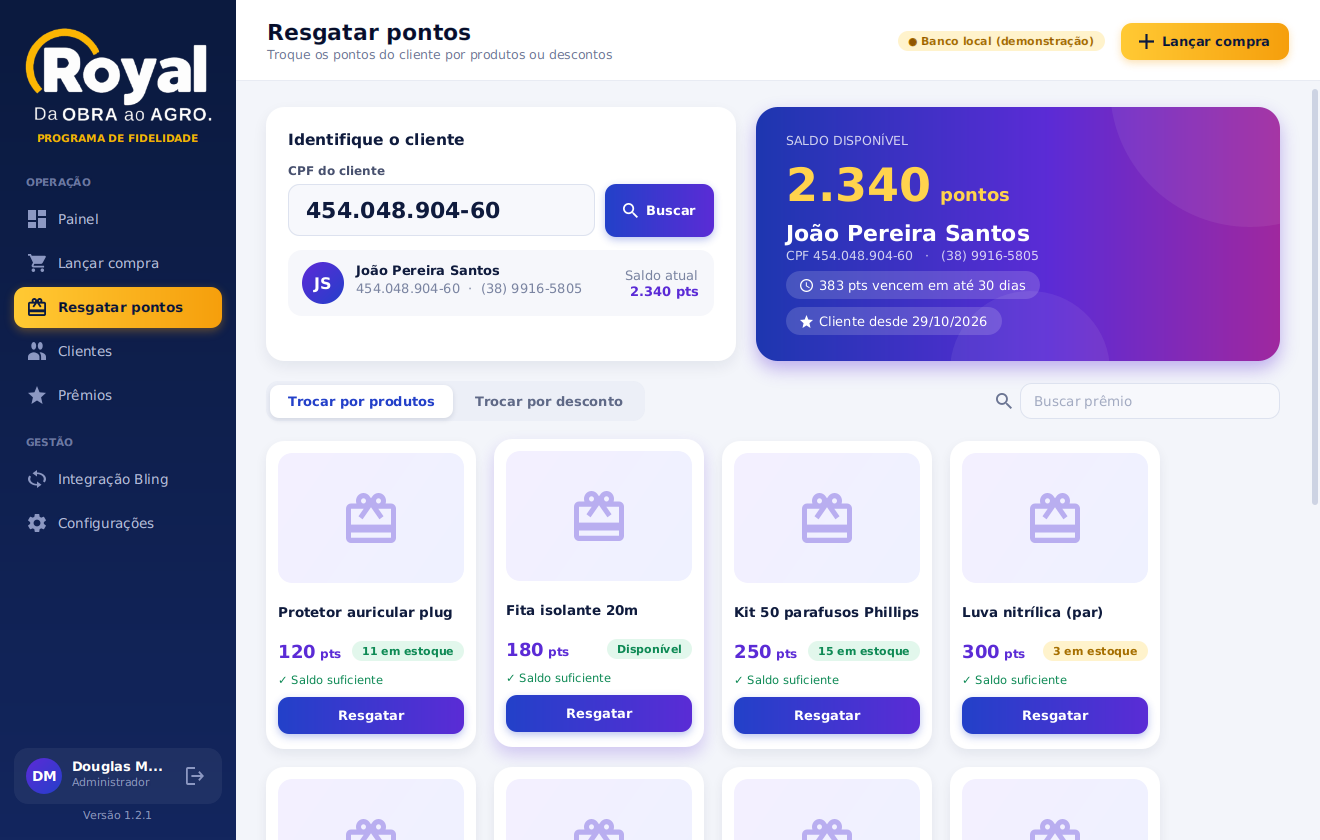 Royal
Da OBRA ao AGRO.
PROGRAMA DE FIDELIDADE
OPERAÇÃO
Painel
Lançar compra
Resgatar pontos
Clientes
Prêmios
GESTÃO
Integração Bling
Configurações
DM
Douglas M...
Administrador
Versão 1.2.1
Resgatar pontos
Troque os pontos do cliente por produtos ou descontos
● Banco local (demonstração)
Lançar compra
Identifique o cliente
CPF do cliente
454.048.904-60
Buscar
JS
João Pereira Santos
454.048.904-60 · (38) 9916-5805
Saldo atual
2.340 pts
SALDO DISPONÍVEL
2.340 pontos
João Pereira Santos
CPF 454.048.904-60 · (38) 9916-5805
383 pts vencem em até 30 dias
Cliente desde 29/10/2026
Trocar por produtos
Trocar por desconto
Buscar prêmio
Protetor auricular plug
120 pts
11 em estoque
✓ Saldo suficiente
Resgatar
Fita isolante 20m
180 pts
Disponível
✓ Saldo suficiente
Resgatar
Kit 50 parafusos Phillips
250 pts
15 em estoque
✓ Saldo suficiente
Resgatar
Luva nitrílica (par)
300 pts
3 em estoque
✓ Saldo suficiente
Resgatar